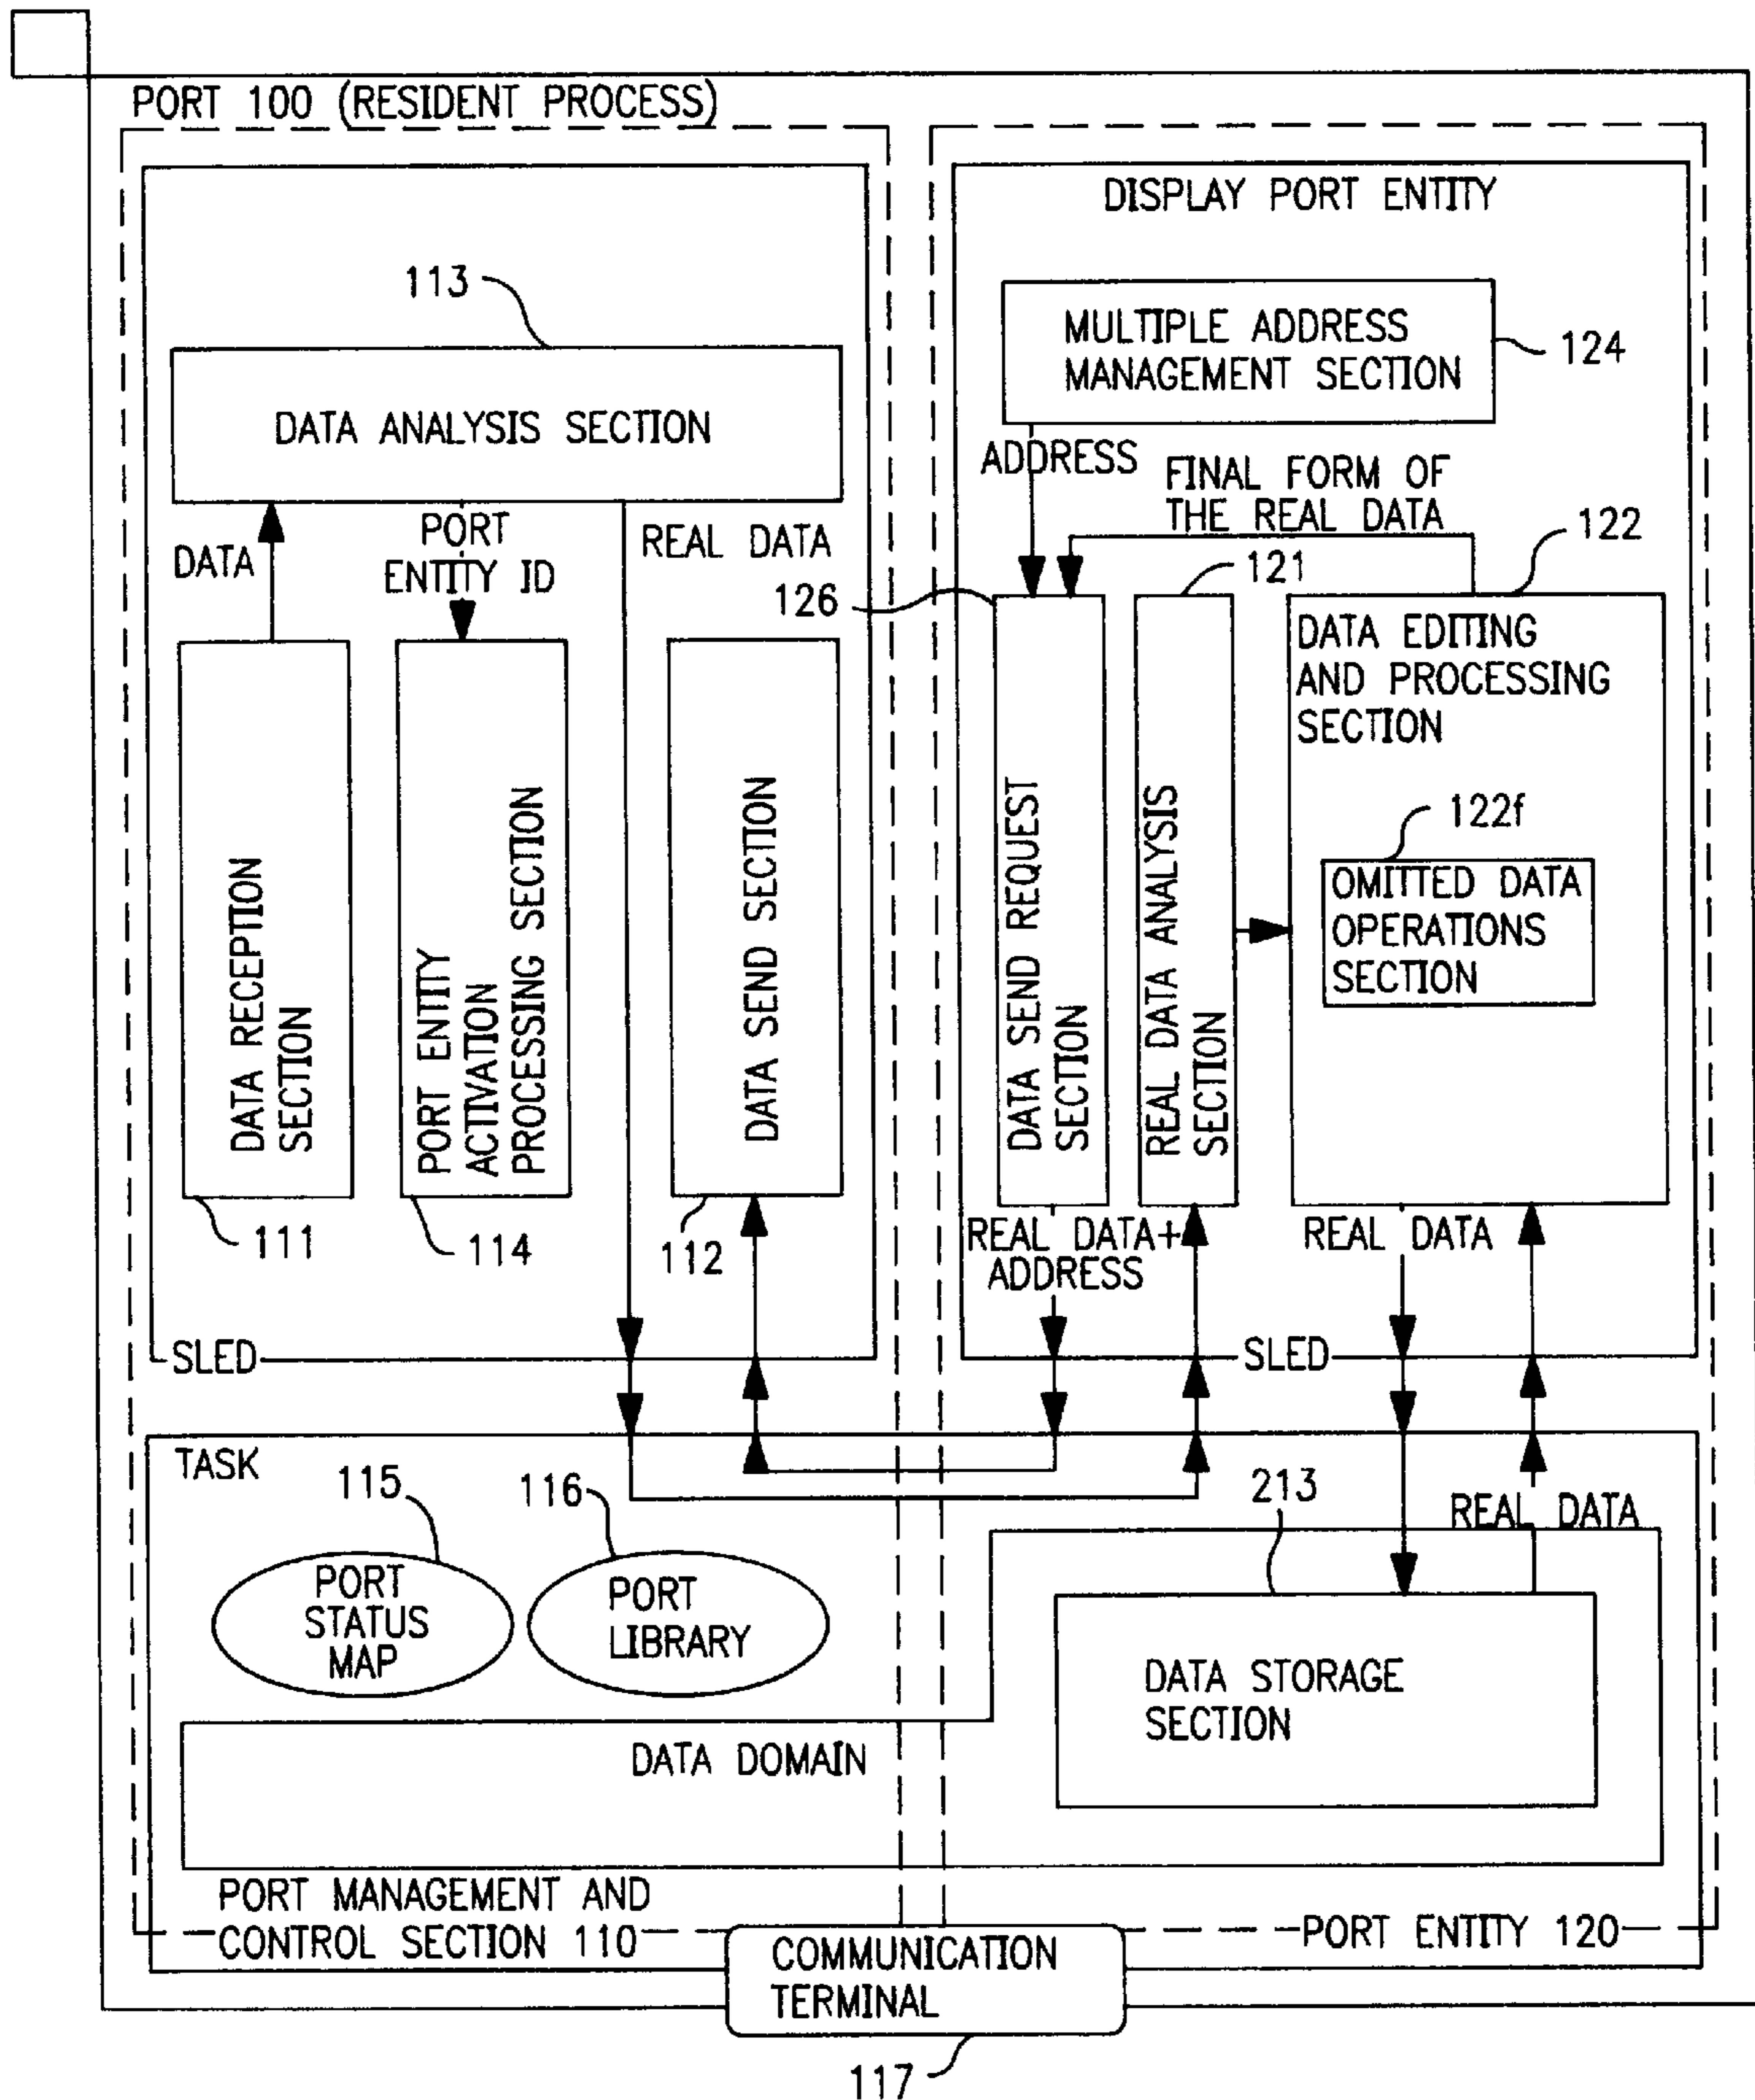 PORT 100 (RESIDENT PROCESS)
DISPLAY PORT ENTITY
113
MULTIPLE ADDRESS
MANAGEMENT SECTION
124
DATA ANALYSIS SECTION
ADDRESS
FINAL FORM OF
THE REAL DATA
122
DATA
PORT
ENTITY ID
REAL DATA
126
121
DATA EDITING
AND PROCESSING
SECTION
122f
OMITTED DATA
OPERATIONS
SECTION
DATA RECEPTION
SECTION
PORT ENTITY
ACTIVATION
PROCESSING SECTION
DATA SEND SECTION
DATA SEND REQUEST
SECTION
REAL DATA ANALYSIS
SECTION
111
114
112
REAL DATA+
ADDRESS
REAL DATA
SLED
SLED
TASK
115
116
213
REAL DATA
PORT
STATUS
MAP
PORT
LIBRARY
DATA STORAGE
SECTION
DATA DOMAIN
PORT MANAGEMENT AND
CONTROL SECTION 110
PORT ENTITY 120
COMMUNICATION
TERMINAL
117